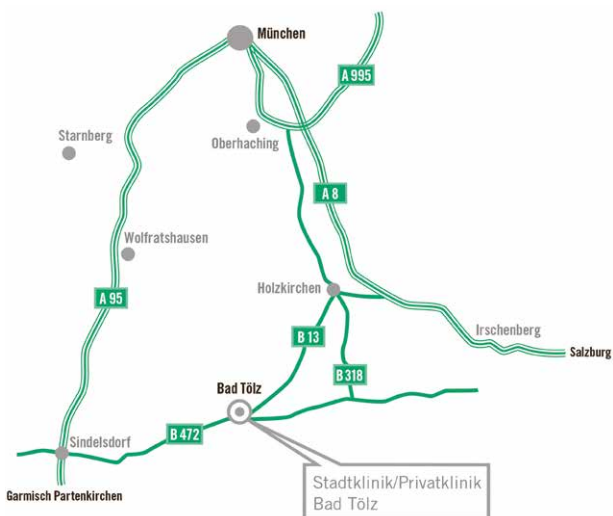 München
A 995
Starnberg
Oberhaching
A 8
Wolfratshausen
Holzkirchen
A 95
Irschenberg
B 13
Salzburg
B 318
Bad Tölz
B 472
Sindelsdorf
Stadtklinik/Privatklinik
Bad Tölz
Garmisch Partenkirchen